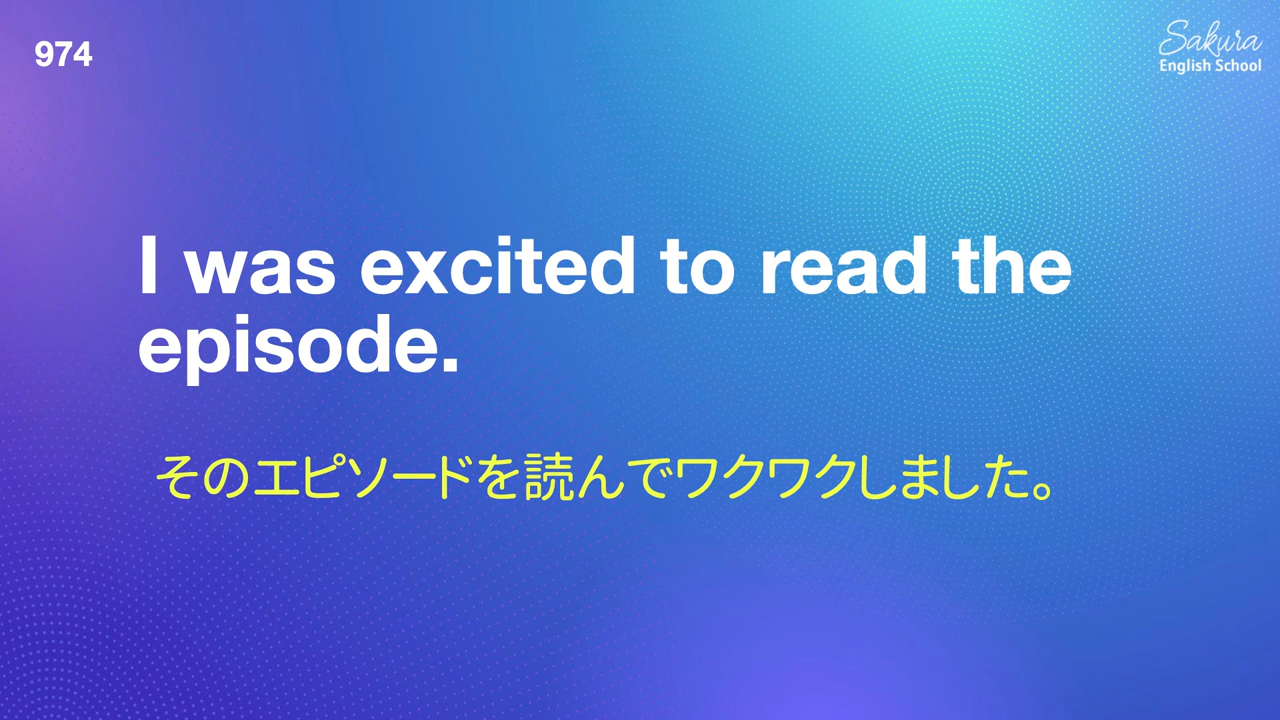 974
Sakura
English School
I was excited to read the
episode.
そのエピソードを読んでワクワクしました。